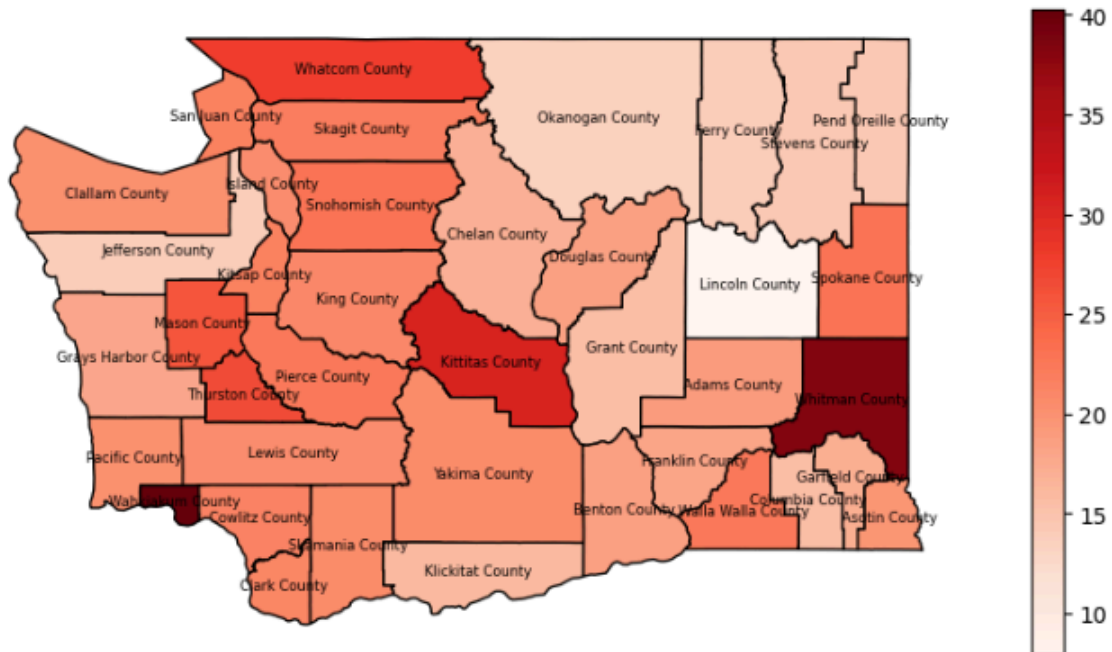 Whatcom County
San Juan County
Skagit County
Okanogan County
Ferry County
Stevens County
Pend Oreille County
Clallam County
Island County
Snohomish County
Chelan County
Jefferson County
Kitsap County
Douglas County
King County
Lincoln County
Spokane County
Mason County
Grays Harbor County
Kittitas County
Grant County
Pierce County
Thurston County
Adams County
Whitman County
Pacific County
Lewis County
Yakima County
Franklin County
Garfield County
Wahkiakum County
Cowlitz County
Benton County
Walla Walla County
Columbia County
Asotin County
Skamania County
Clark County
Klickitat County
40
35
30
25
20
15
10